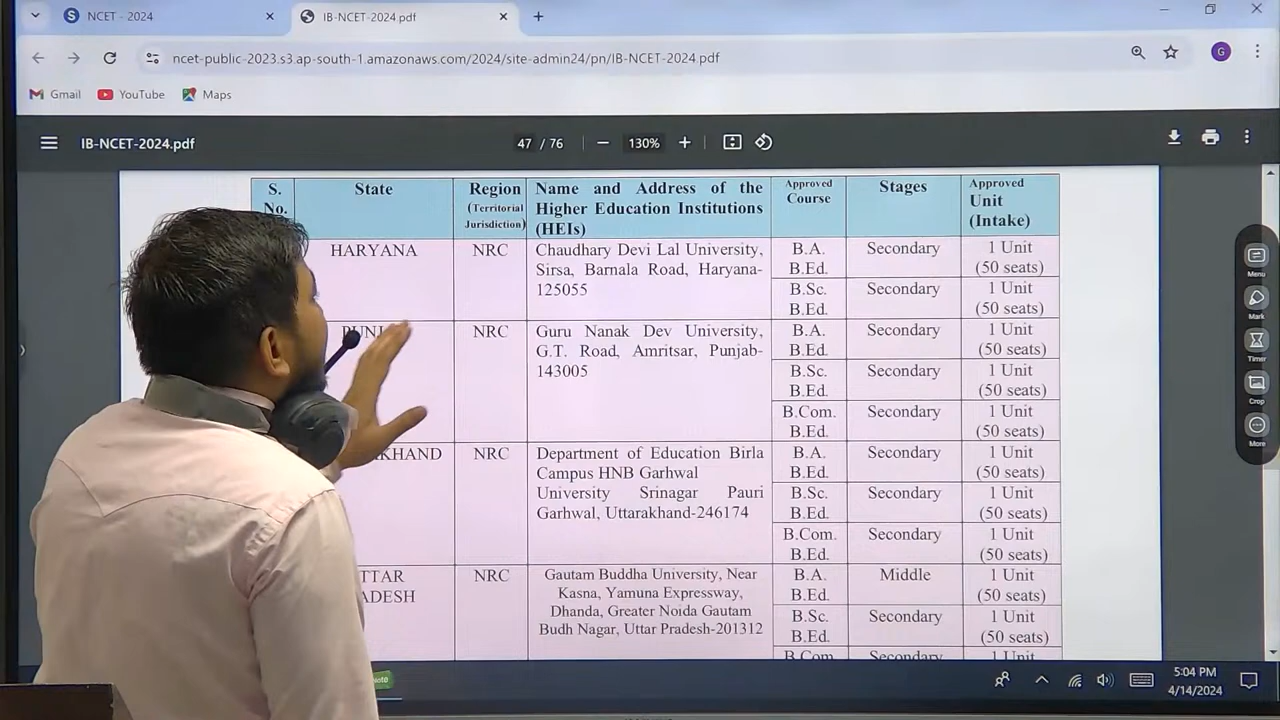 NCET - 2024
IB-NCET-2024.pdf
ncet-public-2023.s3.ap-south-1.amazonaws.com/2024/site-admin24/pn/IB-NCET-2024.pdf
G
Gmail
YouTube
Maps
IB-NCET-2024.pdf
47 / 76
130%
S.
No.
State
Region
(Territorial
Jurisdiction)
Name and Address of the
Higher Education Institutions
(HEIs)
Approved
Course
Stages
Approved
Unit
(Intake)
HARYANA
NRC
Chaudhary Devi Lal University,
Sirsa, Barnala Road, Haryana-
125055
B.A.
B.Ed.
Secondary
1 Unit
(50 seats)
B.Sc.
B.Ed.
Secondary
1 Unit
(50 seats)
NRC
Guru Nanak Dev University,
G.T. Road, Amritsar, Punjab-
143005
B.A.
B.Ed.
Secondary
1 Unit
(50 seats)
B.Sc.
B.Ed.
Secondary
1 Unit
(50 seats)
B.Com.
B.Ed.
Secondary
1 Unit
(50 seats)
NRC
Department of Education Birla
Campus HNB Garhwal
University Srinagar Pauri
Garhwal, Uttarakhand-246174
B.A.
B.Ed.
Secondary
1 Unit
(50 seats)
B.Sc.
B.Ed.
Secondary
1 Unit
(50 seats)
B.Com.
B.Ed.
Secondary
1 Unit
(50 seats)
NRC
Gautam Buddha University, Near
Kasna, Yamuna Expressway,
Dhanda, Greater Noida Gautam
Budh Nagar, Uttar Pradesh-201312
B.A.
B.Ed.
Middle
1 Unit
(50 seats)
B.Sc.
B.Ed.
Secondary
1 Unit
(50 seats)
B.Com.
Secondary
1 Unit
Menu
Mark
Timer
Crop
More
5:04 PM
4/14/2024